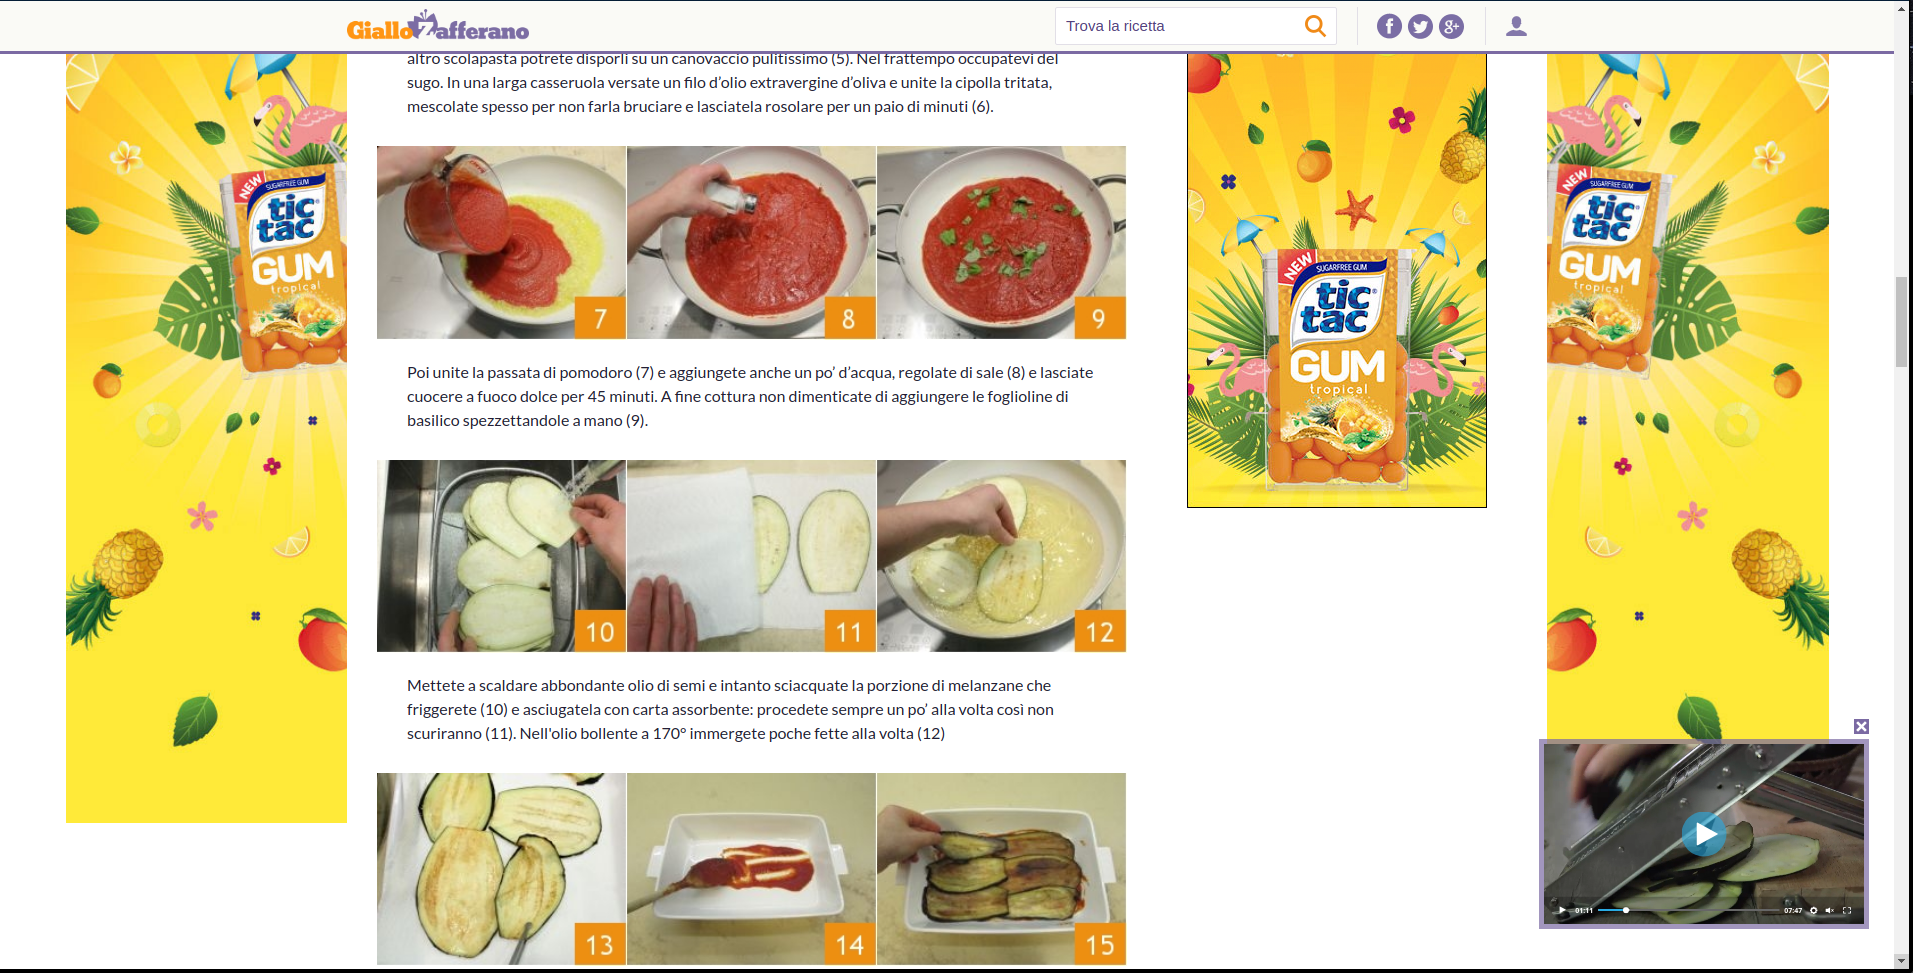 Giallo Zafferano
Trova la ricetta
altro scolapasta potrete disporli su un canovaccio pulitissimo (5). Nel frattempo occupatevi del
sugo. In una larga casseruola versate un filo d’olio extravergine d’oliva e unite la cipolla tritata,
mescolate spesso per non farla bruciare e lasciatela rosolare per un paio di minuti (6).
7
8
9
Poi unite la passata di pomodoro (7) e aggiungete anche un po’ d’acqua, regolate di sale (8) e lasciate
cuocere a fuoco dolce per 45 minuti. A fine cottura non dimenticate di aggiungere le foglioline di
basilico spezzettandole a mano (9).
10
11
12
Mettete a scaldare abbondante olio di semi e intanto sciacquate la porzione di melanzane che
friggerete (10) e asciugatela con carta assorbente: procedete sempre un po’ alla volta così non
scuriranno (11). Nell'olio bollente a 170° immergete poche fette alla volta (12)
13
14
15
NEW
SUGARFREE GUM
tic
tac
GUM
tropical
NEW
SUGARFREE GUM
tic
tac®
GUM
tropical
NEW
SUGARFREE GUM
tic
tac
GUM
tropical
01:11
07:47